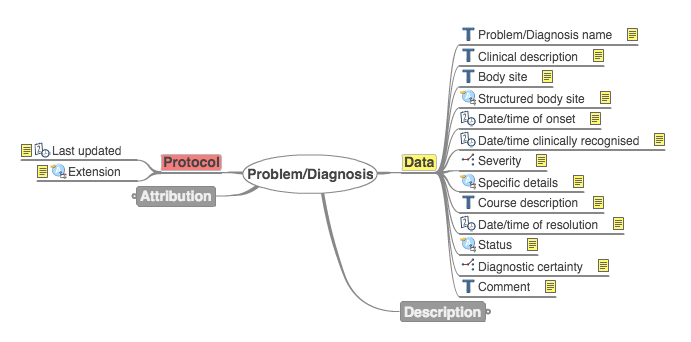 Problem/Diagnosis
Protocol
Last updated
Extension
Attribution
Data
Problem/Diagnosis name
Clinical description
Body site
Structured body site
Date/time of onset
Date/time clinically recognised
Severity
Specific details
Course description
Date/time of resolution
Status
Diagnostic certainty
Comment
Description